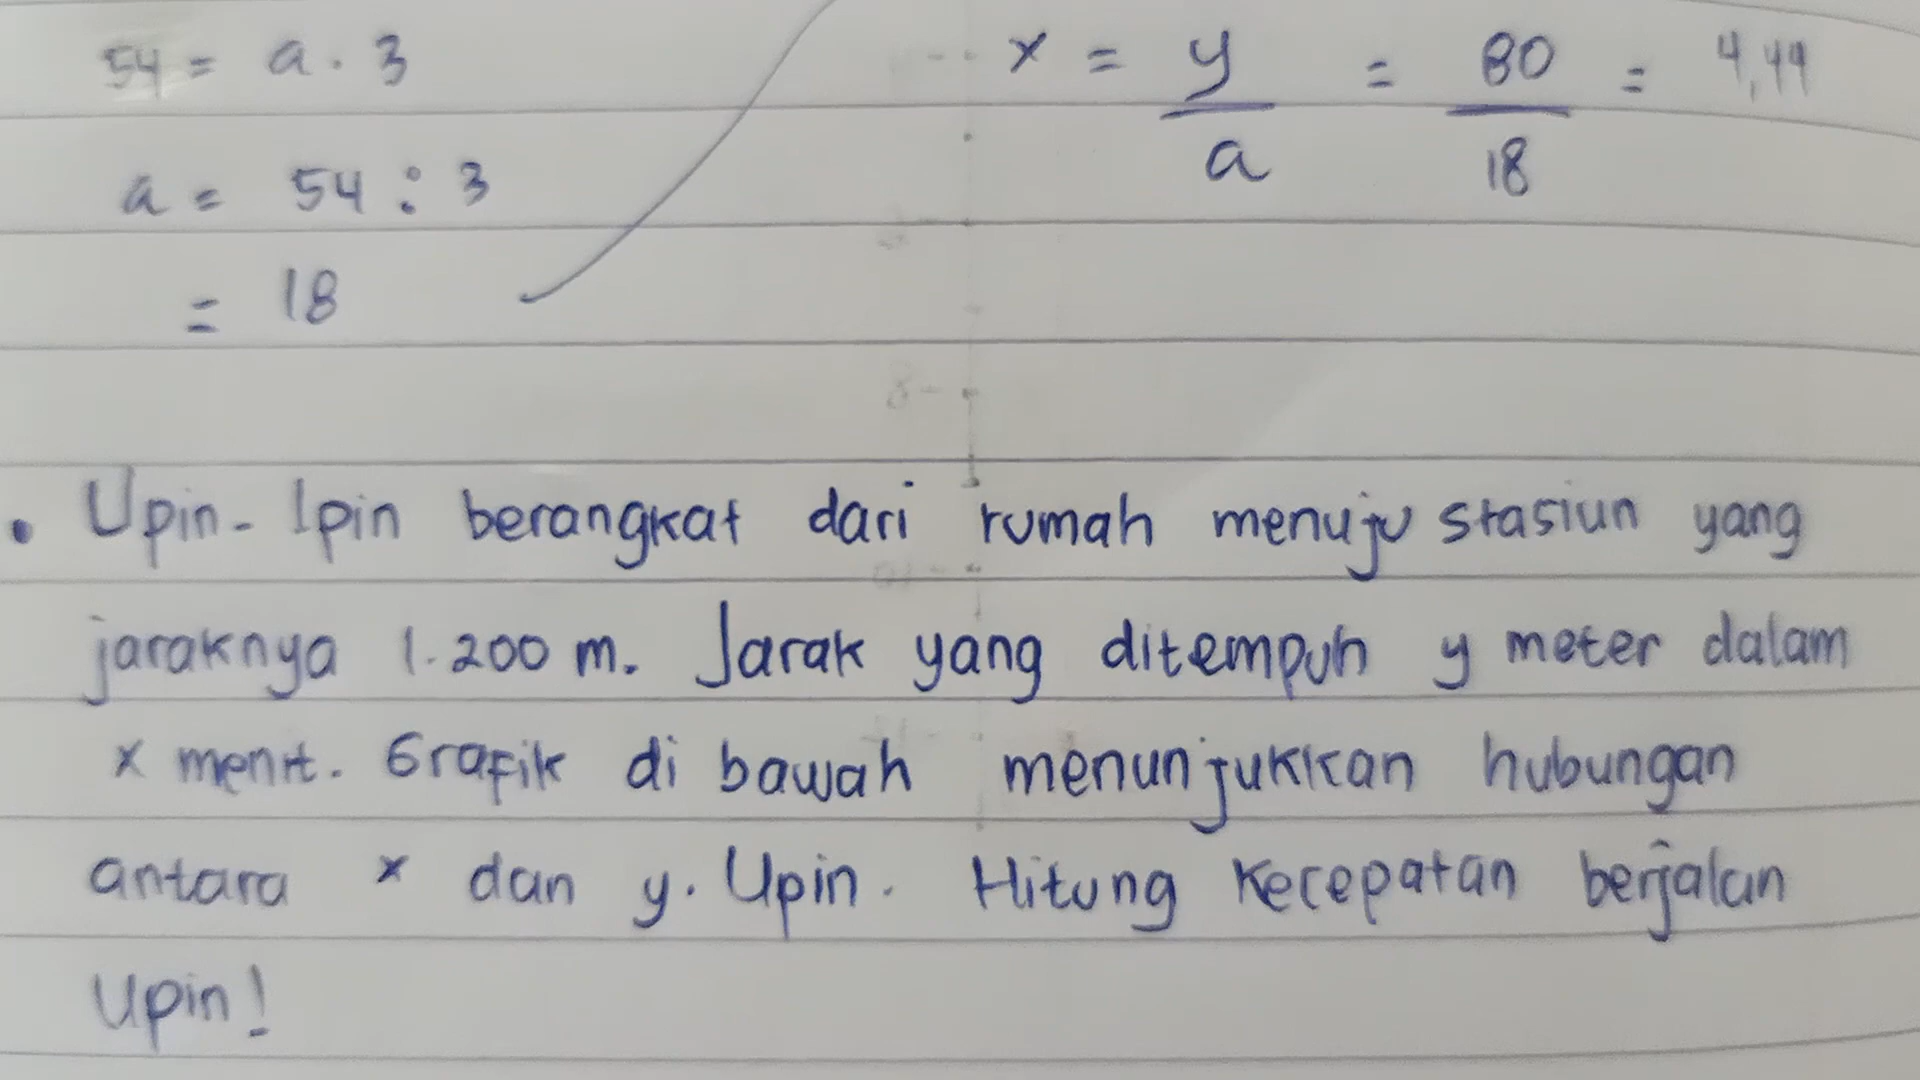 54 = a . 3
a = 54 : 3
= 18
x = y/a = 80/18 = 4,44
• Upin - Ipin berangkat dari rumah menuju stasiun yang
jaraknya 1.200 m. Jarak yang ditempuh y meter dalam
x menit. Grafik di bawah menunjukkan hubungan
antara x dan y. Upin. Hitung kecepatan berjalan
Upin!